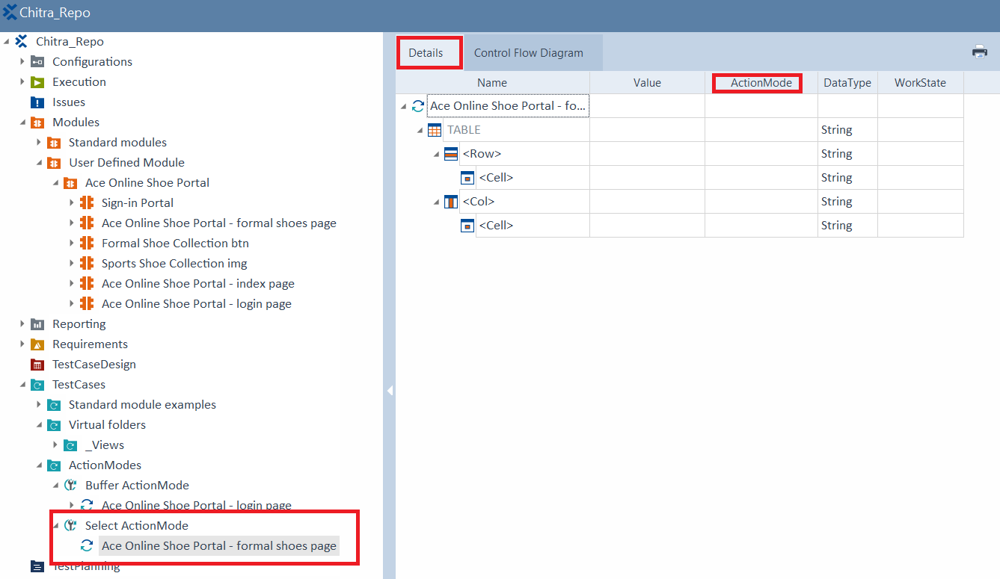 Chitra_Repo
Chitra_Repo
Configurations
Execution
Issues
Modules
Standard modules
User Defined Module
Ace Online Shoe Portal
Sign-in Portal
Ace Online Shoe Portal - formal shoes page
Formal Shoe Collection btn
Sports Shoe Collection img
Ace Online Shoe Portal - index page
Ace Online Shoe Portal - login page
Reporting
Requirements
TestCaseDesign
TestCases
Standard module examples
Virtual folders
_Views
ActionModes
Buffer ActionMode
Ace Online Shoe Portal - login page
Select ActionMode
Ace Online Shoe Portal - formal shoes page
TestPlanning
Details Control Flow Diagram
Name Value ActionMode DataType WorkState
Ace Online Shoe Portal - fo...
TABLE String
<Row> String
<Cell> String
<Col> String
<Cell> String